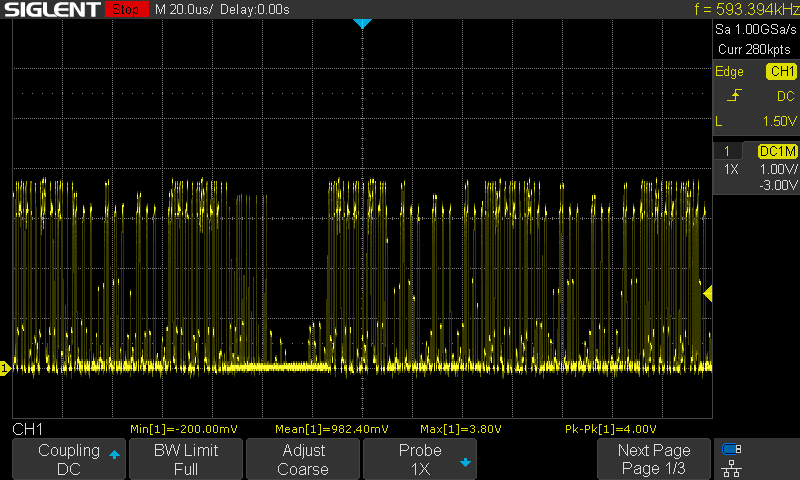 SIGLENT Stop M 20.0us/ Delay:0.00s f = 593.394kHz
Sa 1.00GSa/s
Curr 280kpts
Edge CH1
DC
L 1.50V
1 DC1M
1X 1.00V/
-3.00V
1
CH1 Min[1]=-200.00mV Mean[1]=982.40mV Max[1]=3.80V Pk-Pk[1]=4.00V
Coupling BW Limit Adjust Probe Next Page
DC Full Coarse 1X Page 1/3